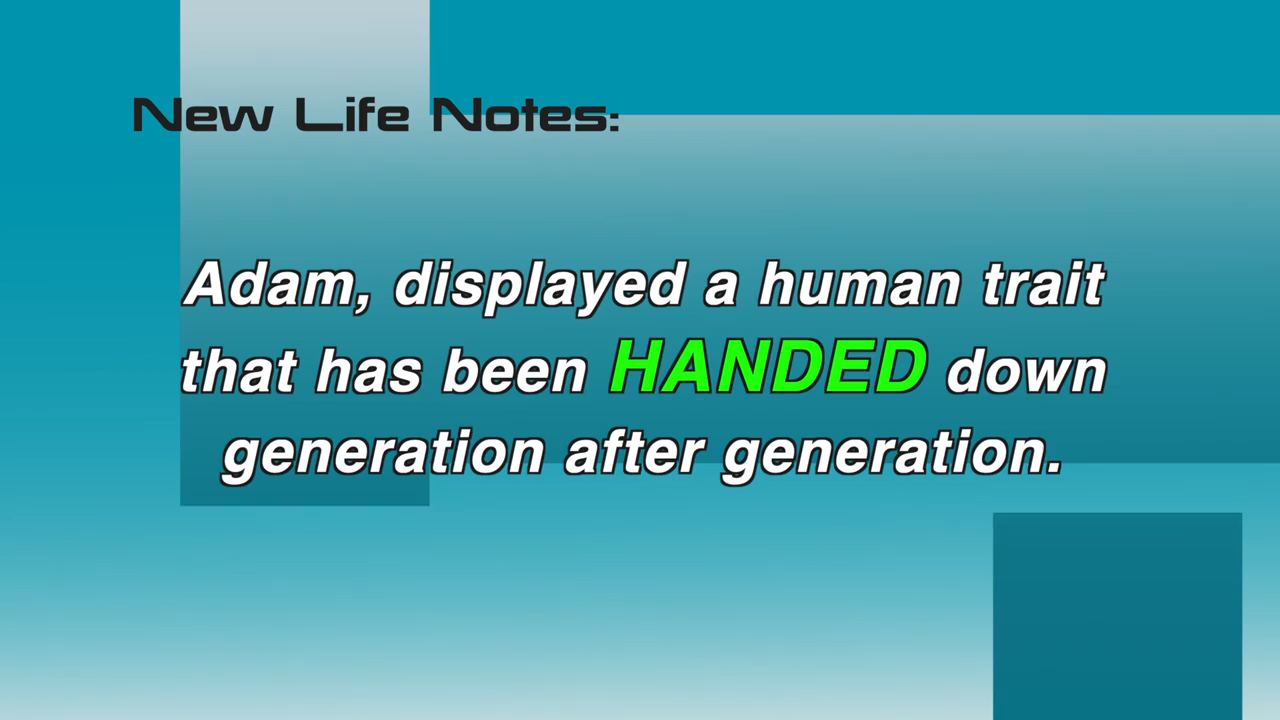 New Life Notes:
Adam, displayed a human trait
that has been HANDED down
generation after generation.